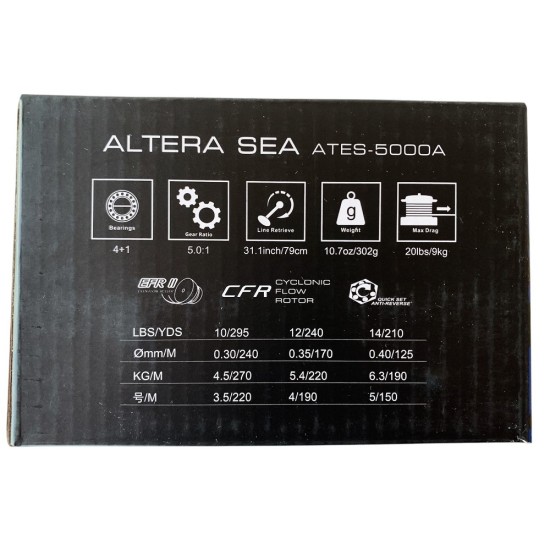 ALTERA SEA ATES-5000A
Bearings
Gear Ratio
Line Retrieve
g
Weight
Max Drag
4+1
5.0:1
31.1inch/79cm
10.7oz/302g
20lbs/9kg
EFR II
CFR CYCLONIC FLOW ROTOR
QUICK SET ANTI-REVERSE
LBS/YDS 10/295 12/240 14/210
Ømm/M 0.30/240 0.35/170 0.40/125
KG/M 4.5/270 5.4/220 6.3/190
号/M 3.5/220 4/190 5/150